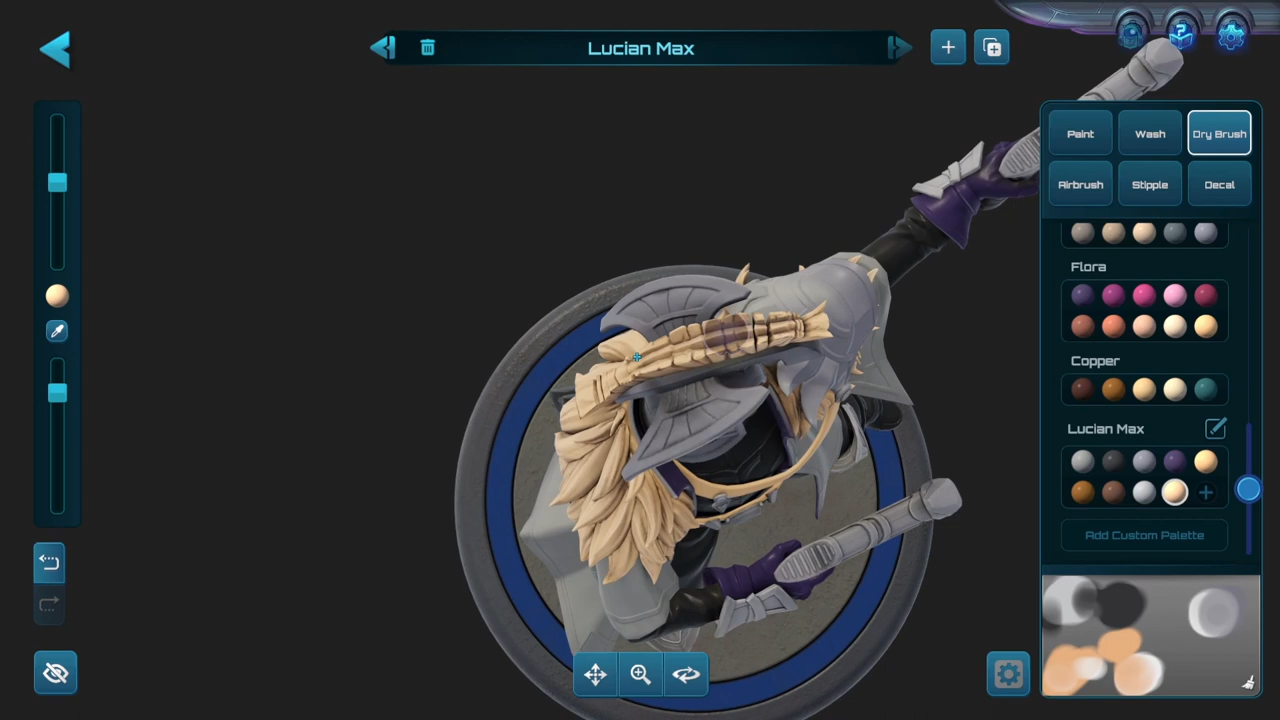 Lucian Max
Paint
Wash
Dry Brush
Airbrush
Stipple
Decal
Flora
Copper
Lucian Max
Add Custom Palette